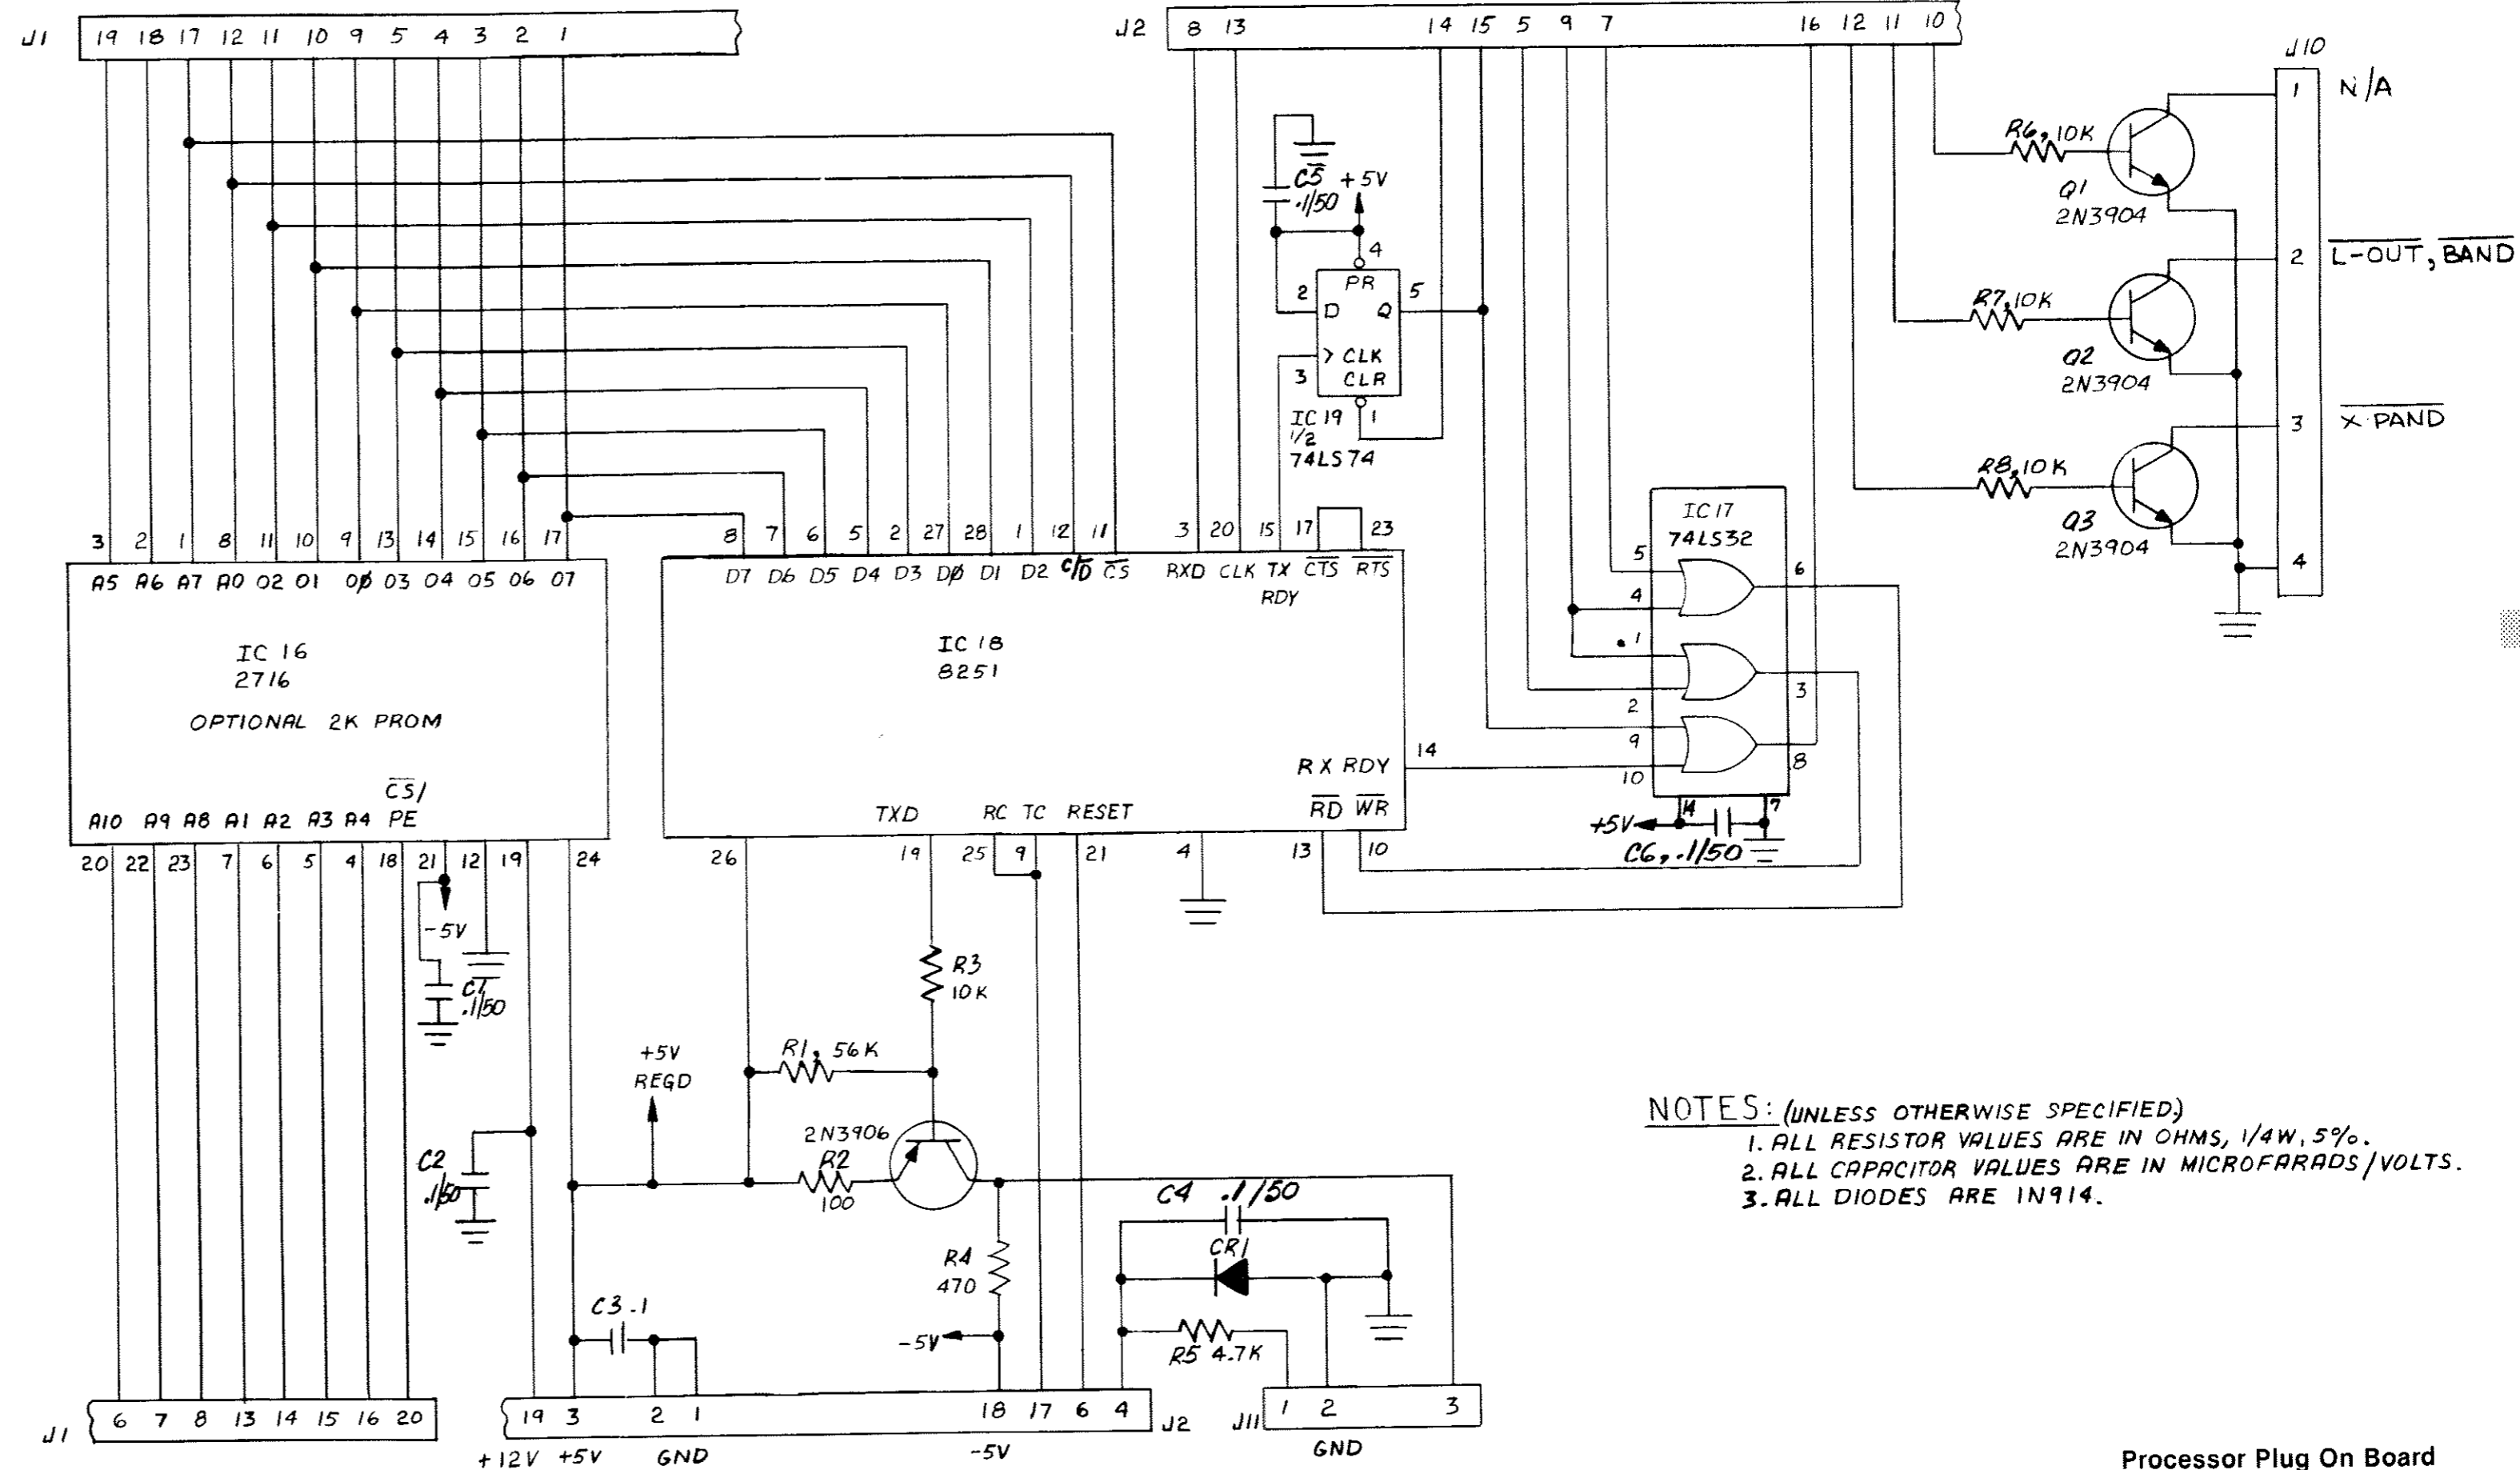 J1
19 18 17 12 11 10 9 5 4 3 2 1
J2
8 13 14 15 5 9 7 16 12 11 10
J10
1 N/A
R6, 10K
Q1
2N3904
2 L-OUT, BAND
R7, 10K
Q2
2N3904
3 X-PAND
R8, 10K
Q3
2N3904
4
C5 +5V
.1/50
4
PR
2 D Q 5
CLK
3 CLR
IC 19 1
1/2
74LS74
3 2 1 8 11 10 9 13 14 15 16 17
A5 A6 A7 A0 O2 O1 OØ O3 O4 O5 O6 O7
IC 16
2716
OPTIONAL 2K PROM
CS/
A10 A9 A8 A1 A2 A3 A4 PE
20 22 23 7 6 5 4 18 21 12 19 24
-5V
C1
.1/50
8 7 6 5 2 27 28 1 12 11 3 20 15 17 23
D7 D6 D5 D4 D3 DØ D1 D2 C/D CS RXD CLK TX CTS RTS
RDY
IC 18
8251
RX RDY 14
TXD RC TC RESET RD WR
26 19 25 9 21 4 13 10
IC 17
74LS32
5 6
4
1
3
2
9
8
10
14 7
+5V
C6, .1/50
R3
10K
R1, 56K
+5V
REGD
2N3906
R2
100
C2
.1/50
C4 .1/50
CR1
R4
470
C3 .1
-5V
R5 4.7K
NOTES: (UNLESS OTHERWISE SPECIFIED.)
1. ALL RESISTOR VALUES ARE IN OHMS, 1/4W, 5%.
2. ALL CAPACITOR VALUES ARE IN MICROFARADS/VOLTS.
3. ALL DIODES ARE IN914.
J1 6 7 8 13 14 15 16 20
19 3 2 1 18 17 6 4 J2
J11 1 2 3
+12V +5V GND -5V GND
Processor Plug On Board